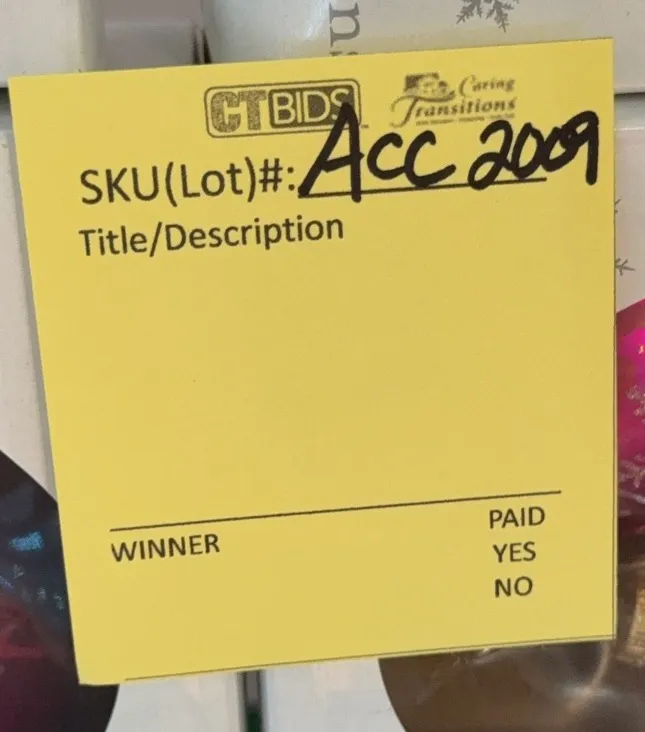 CTBIDS
Caring
Transitions
SKU(Lot)#: ACC 2009
Title/Description
WINNER
PAID
YES
NO